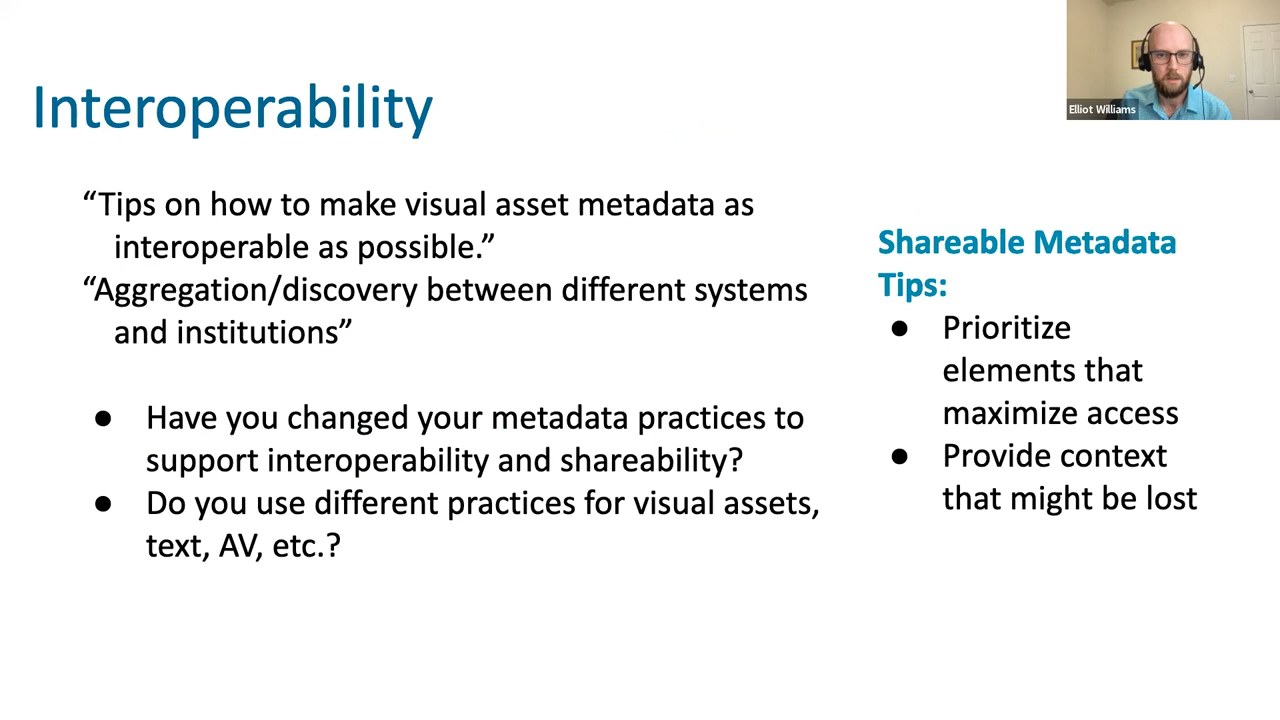 Interoperability
Elliot Williams
“Tips on how to make visual asset metadata as
interoperable as possible.”
“Aggregation/discovery between different systems
and institutions”
● Have you changed your metadata practices to
support interoperability and shareability?
● Do you use different practices for visual assets,
text, AV, etc.?
Shareable Metadata
Tips:
● Prioritize
elements that
maximize access
● Provide context
that might be lost